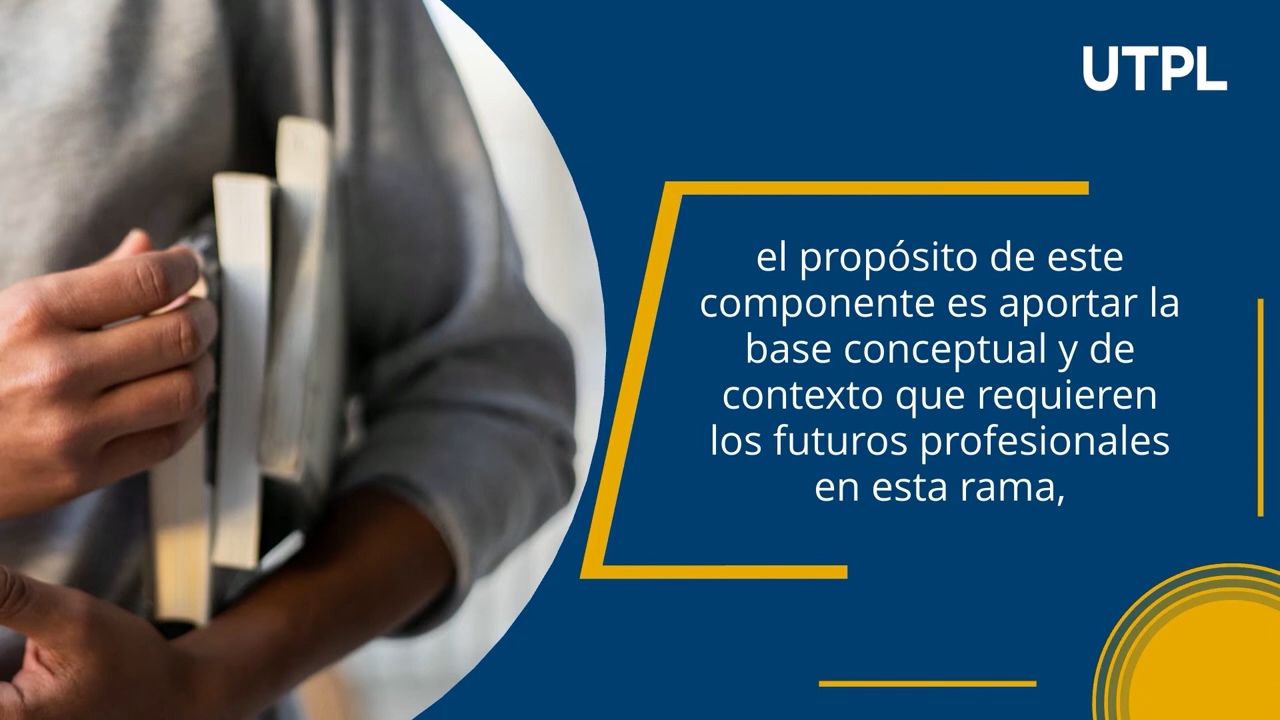 UTPL
el propósito de este
componente es aportar la
base conceptual y de
contexto que requieren
los futuros profesionales
en esta rama,